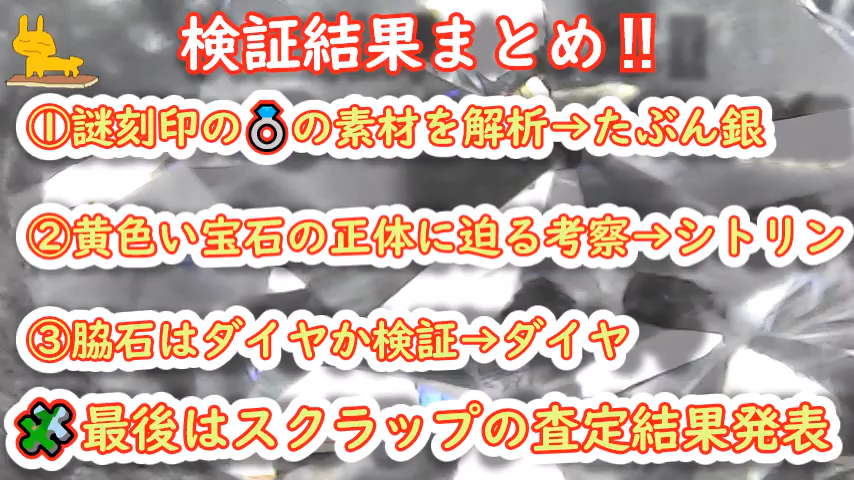 検証結果まとめ‼
①謎刻印の💍の素材を解析→たぶん銀
②黄色い宝石の正体に迫る考察→シトリン
③脇石はダイヤか検証→ダイヤ
最後はスクラップの査定結果発表